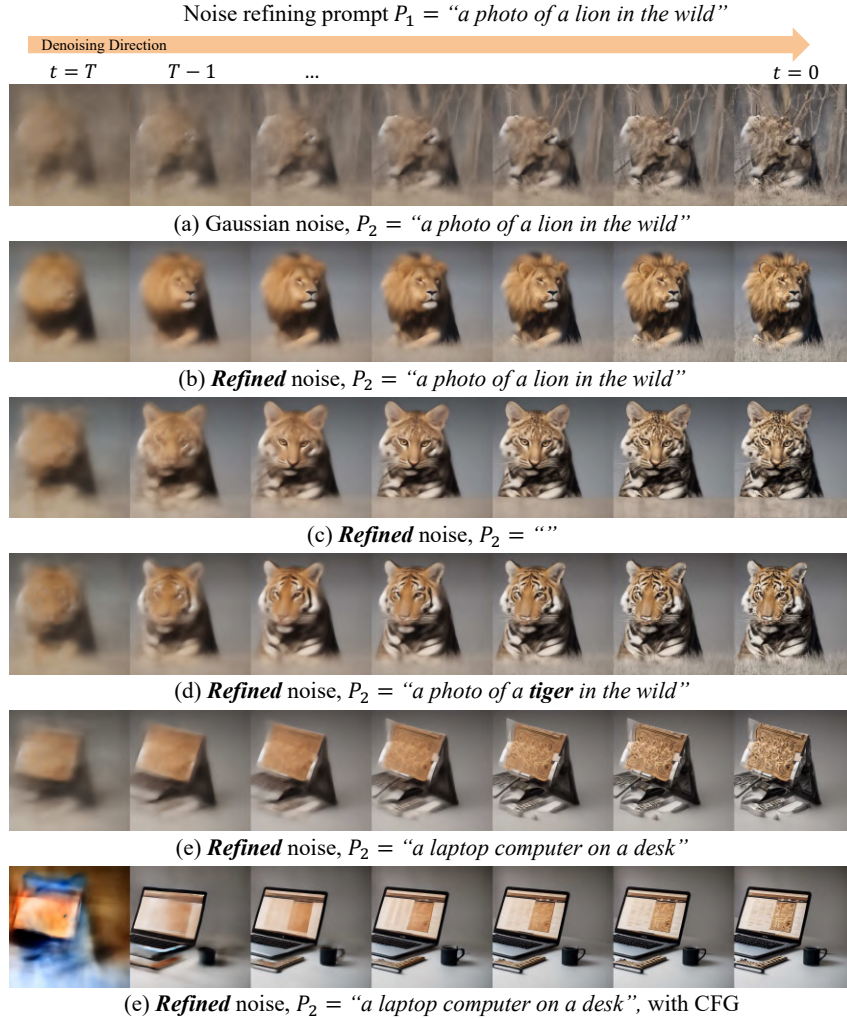 Noise refining prompt P₁ = “a photo of a lion in the wild”
Denoising Direction
t = T T − 1 ... t = 0
(a) Gaussian noise, P₂ = “a photo of a lion in the wild”
(b) Refined noise, P₂ = “a photo of a lion in the wild”
(c) Refined noise, P₂ = “”
(d) Refined noise, P₂ = “a photo of a tiger in the wild”
(e) Refined noise, P₂ = “a laptop computer on a desk”
(e) Refined noise, P₂ = “a laptop computer on a desk”, with CFG